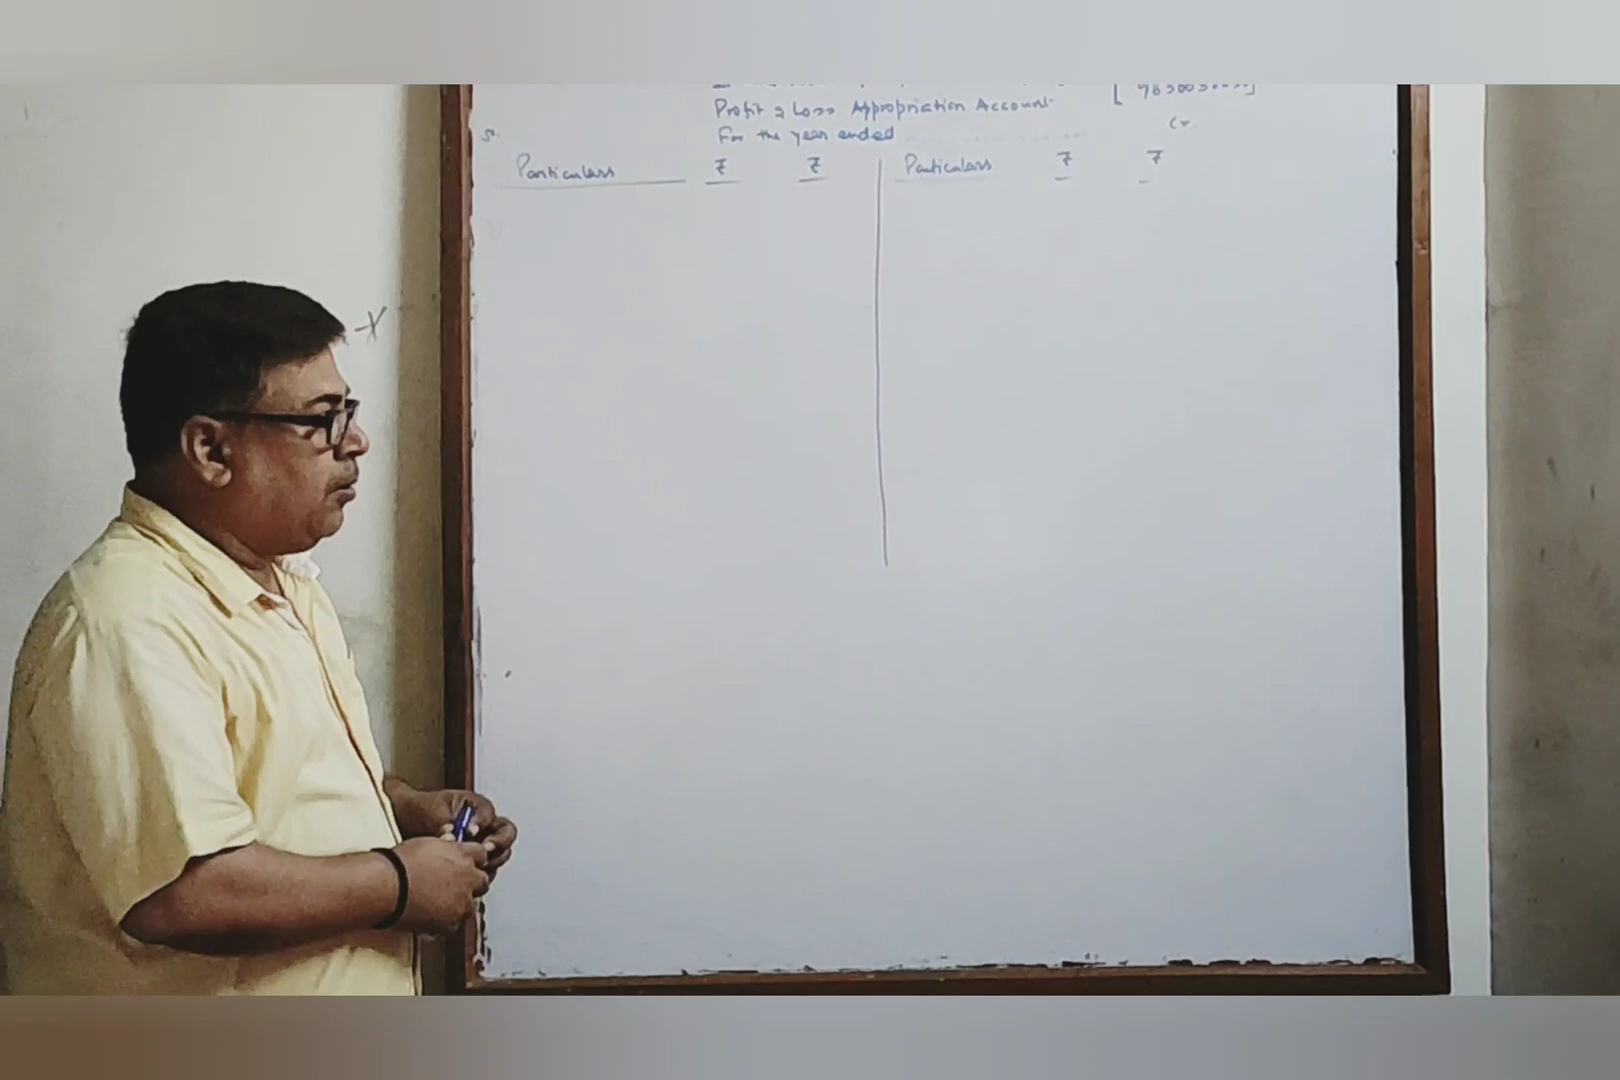 Profit & Loss Appropriation Account
For the year ended
Particulars ₹ ₹ Particulars ₹ ₹